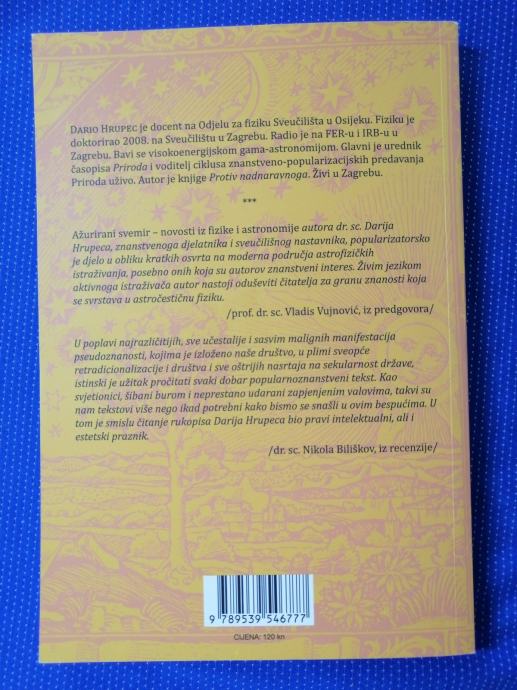 DARIO HRUPEC je docent na Odjelu za fiziku Sveučilišta u Osijeku. Fiziku je
doktorirao 2008. na Sveučilištu u Zagrebu. Radio je na FER-u i IRB-u u
Zagrebu. Bavi se visokoenergijskom gama-astronomijom. Glavni je urednik
časopisa Priroda i voditelj ciklusa znanstveno-popularizacijskih predavanja
Priroda uživo. Autor je knjige Protiv nadnaravnoga. Živi u Zagrebu.
***
Ažurirani svemir – novosti iz fizike i astronomije autora dr. sc. Darija
Hrupeca, znanstvenoga djelatnika i sveučilišnog nastavnika, popularizatorsko
je djelo u obliku kratkih osvrta na moderna područja astrofizičkih
istraživanja, posebno onih koja su autorov znanstveni interes. Živim jezikom
aktivnoga istraživača autor nastoji oduševiti čitatelja za granu znanosti koja
se svrstava u astročestičnu fiziku.
/prof. dr. sc. Vladis Vujnović, iz predgovora/
U poplavi najrazličitijih, sve učestalije i sasvim malignih manifestacija
pseudoznanosti, kojima je izloženo naše društvo, u plimi sveopće
retradicionalizacije i društva i sve oštrijih nasrtaja na sekularnost države,
istinski je užitak pročitati svaki dobar popularnoznanstveni tekst. Kao
svjetionici, šibani burom i neprestano udarani zapjenjenim valovima, takvi su
nam tekstovi više nego ikad potrebni kako bismo se snašli u ovim bespućima. U
tom je smislu čitanje rukopisa Darija Hrupeca bio pravi intelektualni, ali i
estetski praznik.
/dr. sc. Nikola Biliškov, iz recenzije/
9 789539 546777
CIJENA: 120 kn